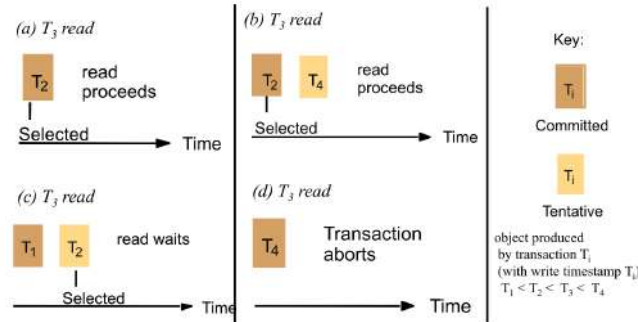 (a) T3 read
T2
read
proceeds
Selected
Time
(b) T3 read
T2
T4
read
proceeds
Selected
Time
(c) T3 read
T1
T2
read waits
Selected
Time
(d) T3 read
T4
Transaction
aborts
Time
Key:
Ti
Committed
Ti
Tentative
object produced
by transaction Ti
(with write timestamp Ti)
T1 < T2 < T3 < T4